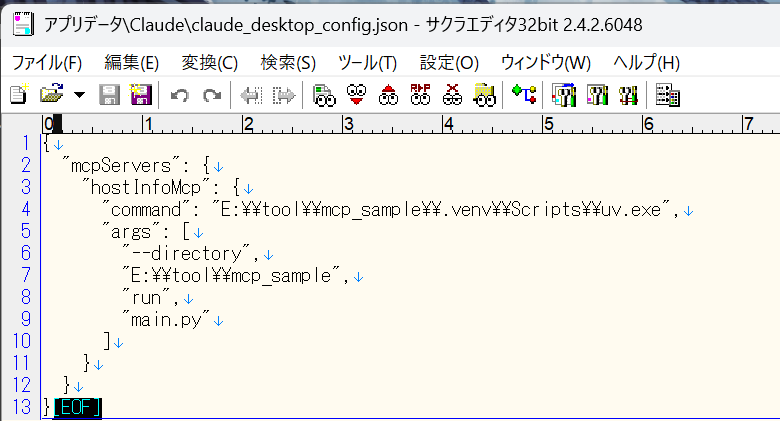 アプリデータ\Claude\claude_desktop_config.json - サクラエディタ32bit 2.4.2.6048
ファイル(F) 編集(E) 変換(C) 検索(S) ツール(T) 設定(O) ウィンドウ(W) ヘルプ(H)
0 1 2 3 4 5 6 7
1 {↓
2 "mcpServers": {↓
3 "hostInfoMcp": {↓
4 "command": "E:¥¥tool¥¥mcp_sample¥¥.venv¥¥Scripts¥¥uv.exe",↓
5 "args": [↓
6 "--directory",↓
7 "E:¥¥tool¥¥mcp_sample",↓
8 "run",↓
9 "main.py"↓
10 ]↓
11 }↓
12 }↓
13 }[EOF]